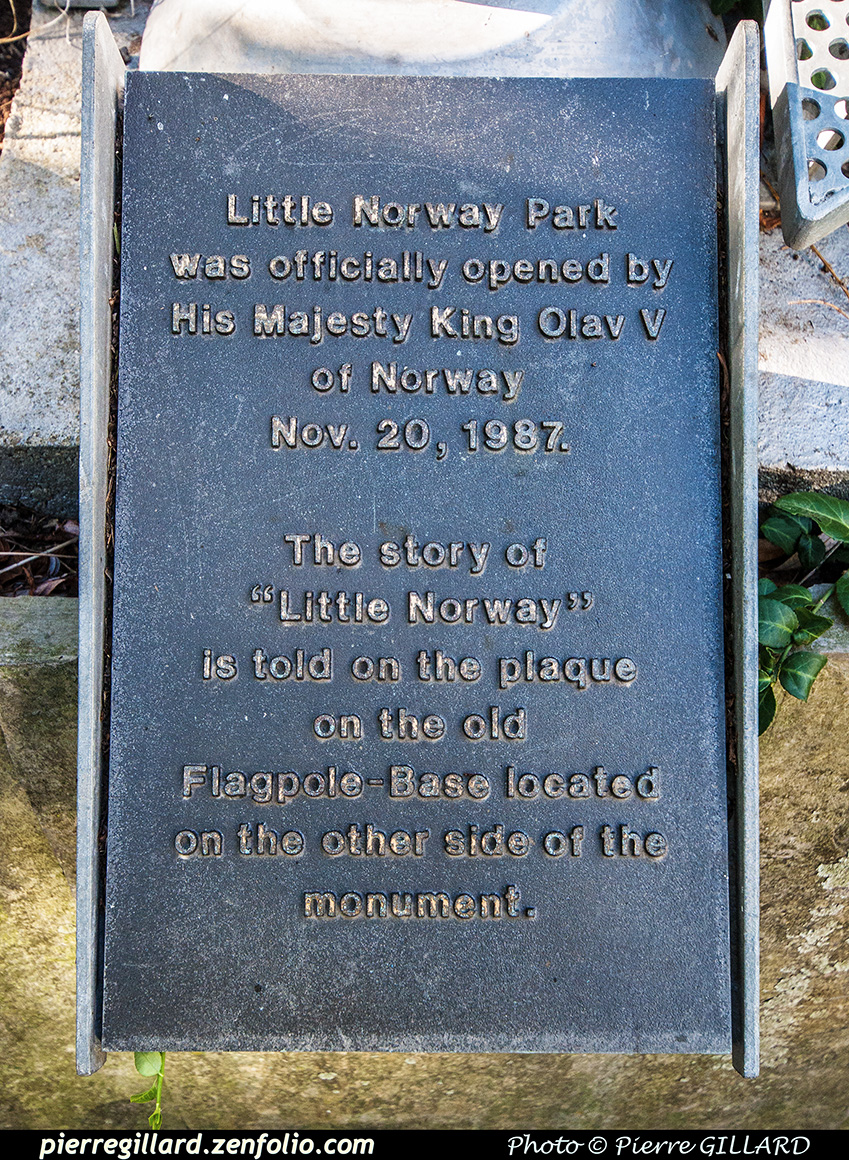 Little Norway Park
was officially opened by
His Majesty King Olav V
of Norway
Nov. 20, 1987.
The story of
“Little Norway”
is told on the plaque
on the old
Flagpole-Base located
on the other side of the
monument.
pierregillard.zenfolio.com
Photo © Pierre GILLARD